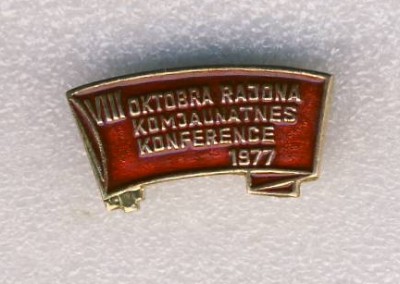 VIII OKTOBRA RAJONA
KOMJAUNATNES
KONFERENCE
1977